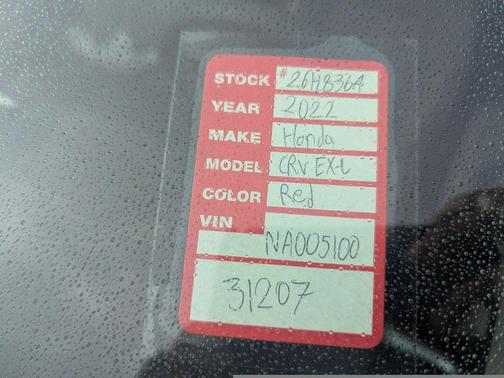 STOCK #26H836A
YEAR 2022
MAKE Honda
MODEL CRV EX-L
COLOR Red
VIN
NA005100
31207